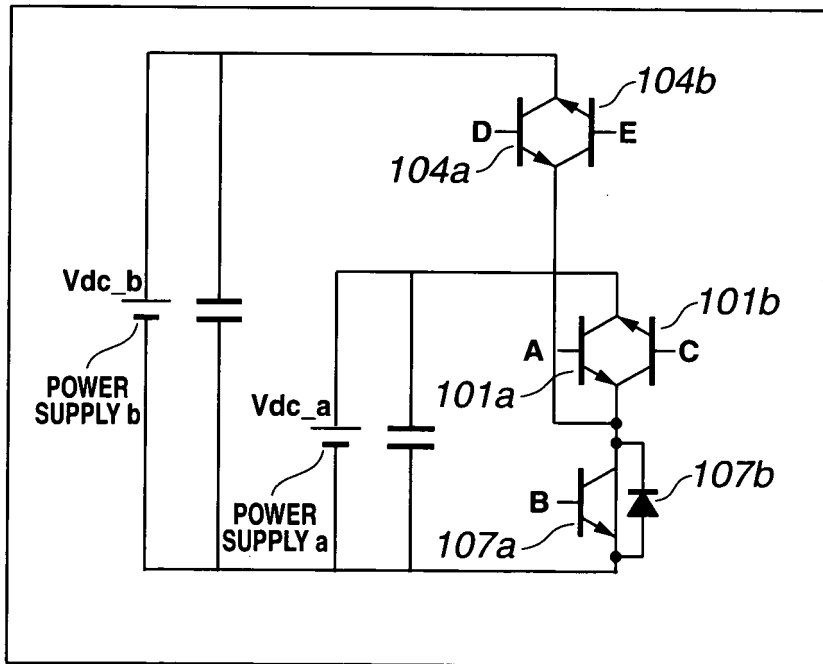 104b
D
E
104a
Vdc_b
101b
A
C
POWER
SUPPLY b
Vdc_a
101a
B
107b
POWER
SUPPLY a
107a